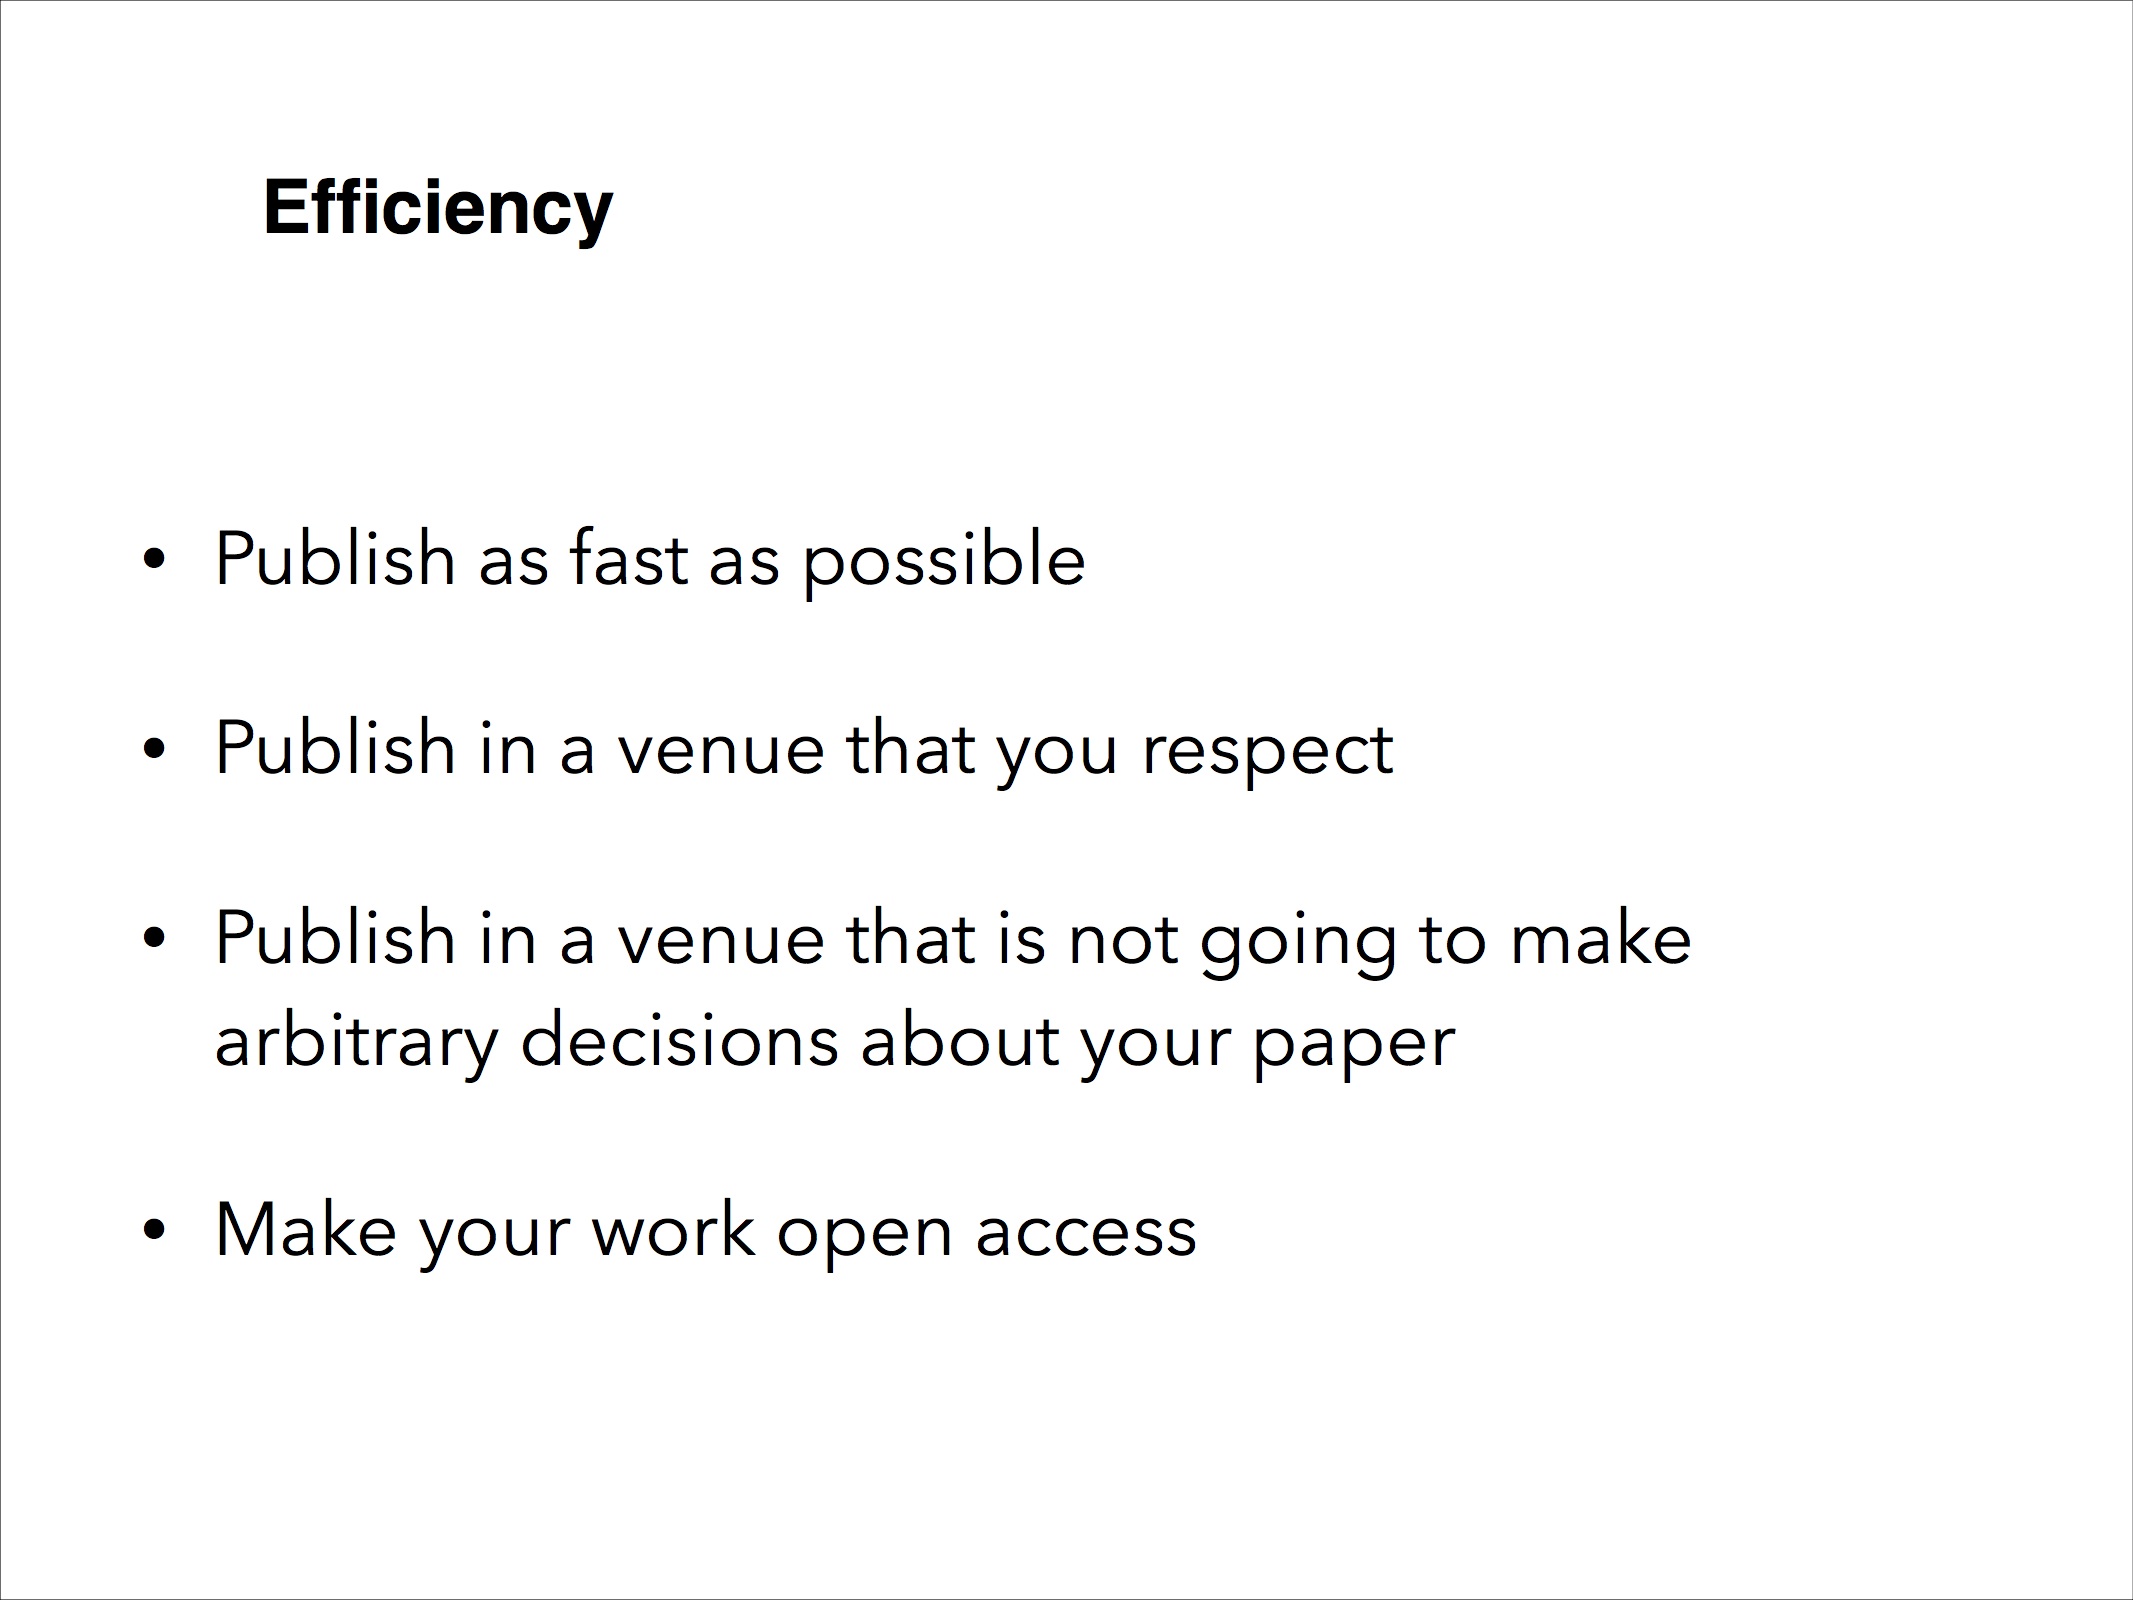 Efficiency
• Publish as fast as possible
• Publish in a venue that you respect
• Publish in a venue that is not going to make
arbitrary decisions about your paper
• Make your work open access